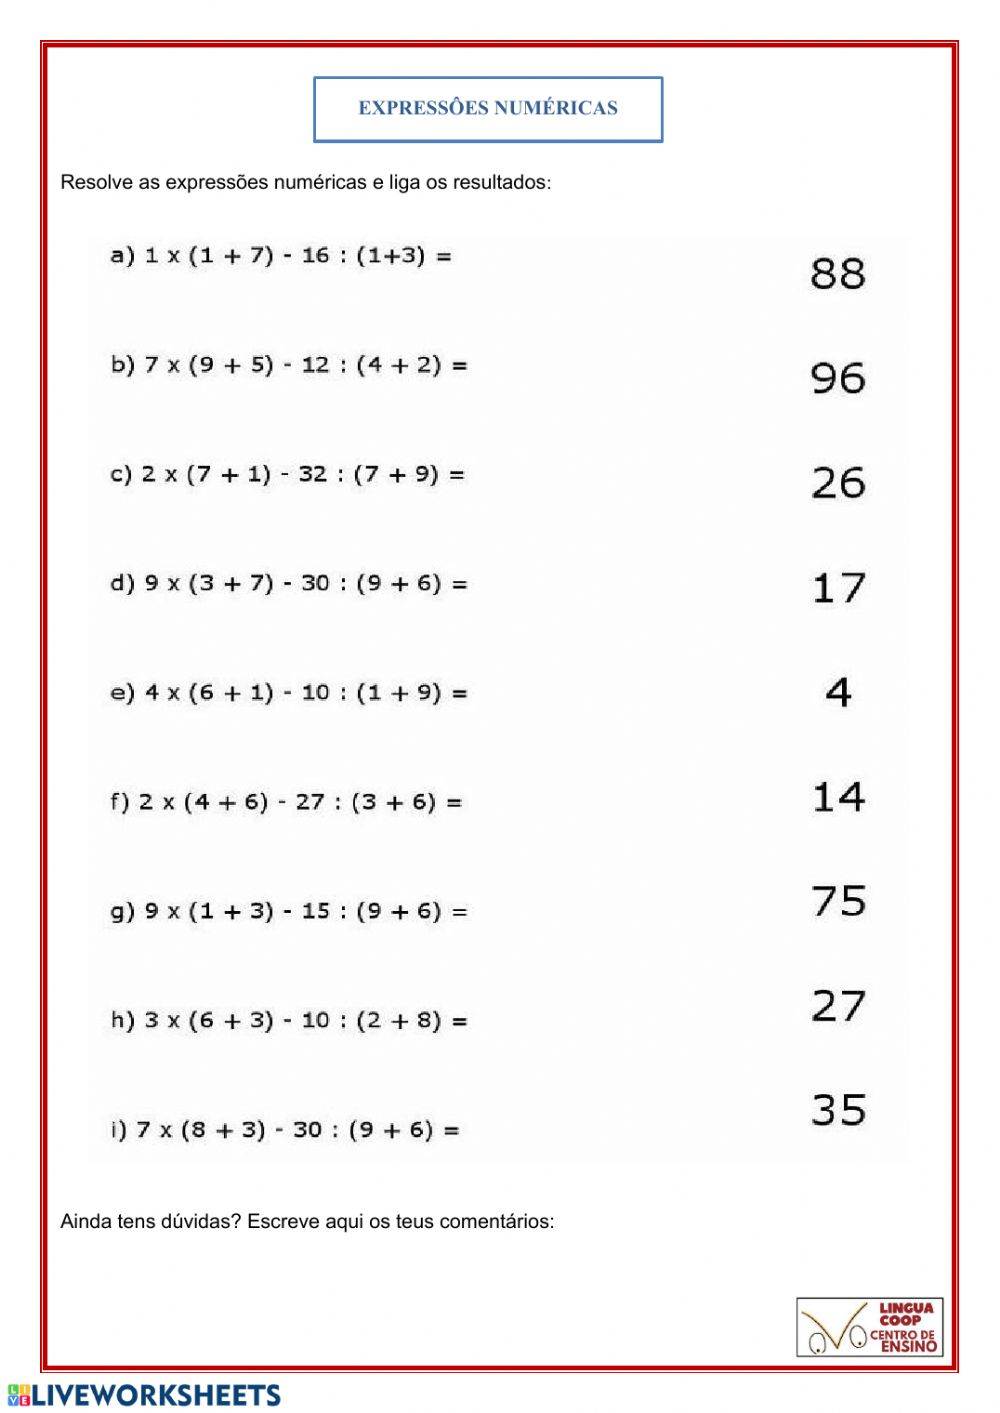 EXPRESSÔES NUMÉRICAS
Resolve as expressões numéricas e liga os resultados:
a) 1 x (1 + 7) - 16 : (1+3) =
88
b) 7 x (9 + 5) - 12 : (4 + 2) =
96
c) 2 x (7 + 1) - 32 : (7 + 9) =
26
d) 9 x (3 + 7) - 30 : (9 + 6) =
17
e) 4 x (6 + 1) - 10 : (1 + 9) =
4
f) 2 x (4 + 6) - 27 : (3 + 6) =
14
g) 9 x (1 + 3) - 15 : (9 + 6) =
75
h) 3 x (6 + 3) - 10 : (2 + 8) =
27
i) 7 x (8 + 3) - 30 : (9 + 6) =
35
Ainda tens dúvidas? Escreve aqui os teus comentários:
LINGUA
COOP
CENTRO DE
ENSINO
LIVE LIVEWORKSHEETS